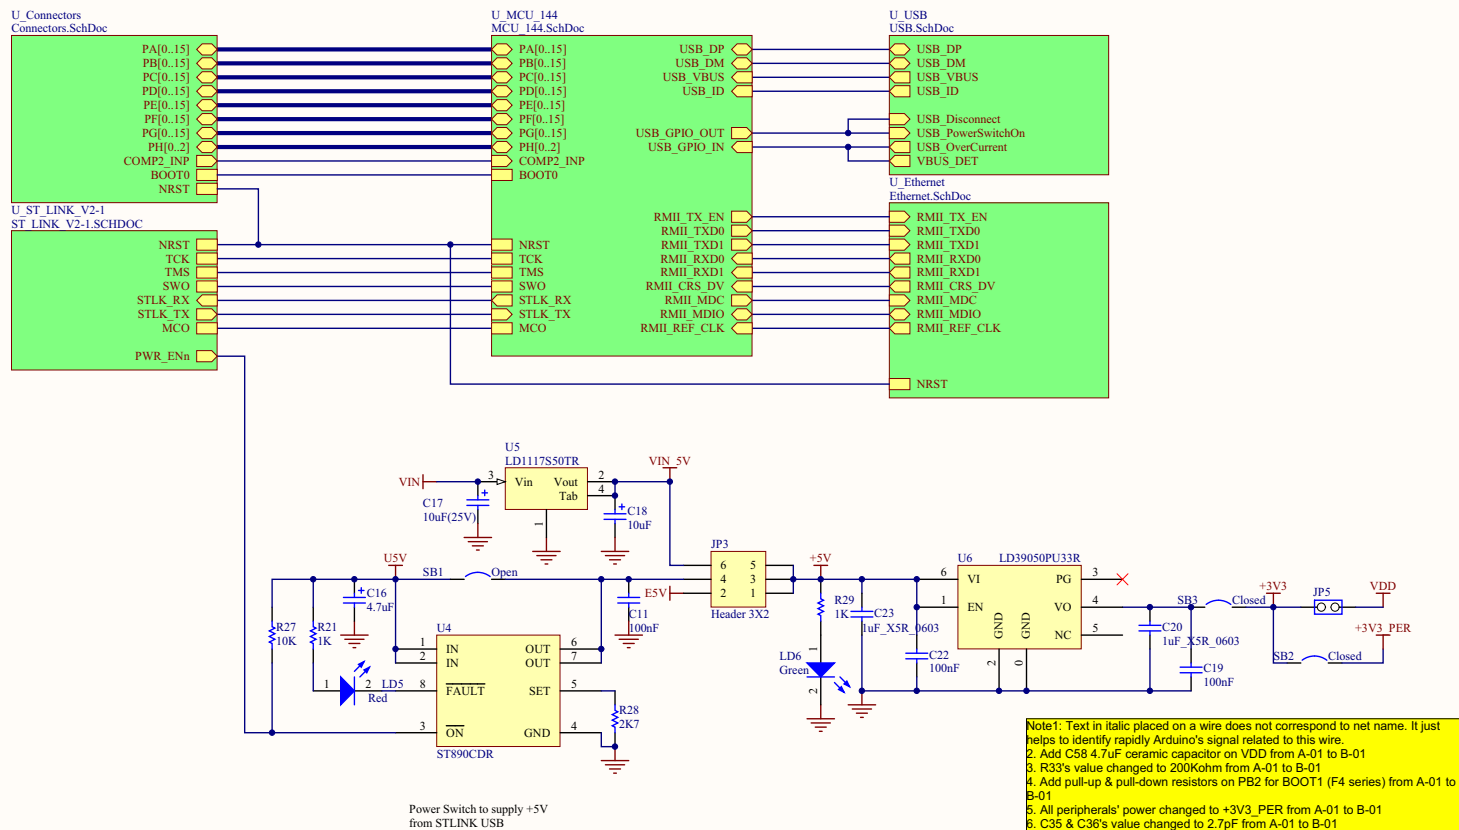 U_Connectors
Connectors.SchDoc
PA[0..15]
PB[0..15]
PC[0..15]
PD[0..15]
PE[0..15]
PF[0..15]
PG[0..15]
PH[0..2]
COMP2_INP
BOOT0
NRST
U_ST_LINK_V2-1
ST_LINK_V2-1.SCHDOC
NRST
TCK
TMS
SWO
STLK_RX
STLK_TX
MCO
PWR_ENn
U_MCU_144
MCU_144.SchDoc
PA[0..15]
PB[0..15]
PC[0..15]
PD[0..15]
PE[0..15]
PF[0..15]
PG[0..15]
PH[0..2]
COMP2_INP
BOOT0
NRST
TCK
TMS
SWO
STLK_RX
STLK_TX
MCO
USB_DP
USB_DM
USB_VBUS
USB_ID
USB_GPIO_OUT
USB_GPIO_IN
RMII_TX_EN
RMII_TXD0
RMII_TXD1
RMII_RXD0
RMII_RXD1
RMII_CRS_DV
RMII_MDC
RMII_MDIO
RMII_REF_CLK
U_USB
USB.SchDoc
USB_DP
USB_DM
USB_VBUS
USB_ID
USB_Disconnect
USB_PowerSwitchOn
USB_OverCurrent
VBUS_DET
U_Ethernet
Ethernet.SchDoc
RMII_TX_EN
RMII_TXD0
RMII_TXD1
RMII_RXD0
RMII_RXD1
RMII_CRS_DV
RMII_MDC
RMII_MDIO
RMII_REF_CLK
NRST
U5
LD1117S50TR
VIN
3
Vin
Vout
Tab
2
4
1
VIN_5V
C17
10uF(25V)
C18
10uF
U5V
SB1
Open
C16
4.7uF
R27
10K
R21
1K
1
2
LD5
Red
U4
1
2
8
3
IN
IN
FAULT
ON
OUT
OUT
SET
GND
6
7
5
4
ST890CDR
R28
2K7
C11
100nF
E5V
JP3
6
4
2
5
3
1
Header 3X2
+5V
R29
1K
LD6
Green
1
2
C23
1uF_X5R_0603
C22
100nF
U6
LD39050PU33R
6
1
VI
EN
GND
GND
2
0
PG
VO
NC
3
4
5
C20
1uF_X5R_0603
C19
100nF
SB3
Closed
+3V3
JP5
VDD
SB2
Closed
+3V3_PER
Power Switch to supply +5V
from STLINK USB
Note1: Text in italic placed on a wire does not correspond to net name. It just
helps to identify rapidly Arduino's signal related to this wire.
2. Add C58 4.7uF ceramic capacitor on VDD from A-01 to B-01
3. R33's value changed to 200Kohm from A-01 to B-01
4. Add pull-up & pull-down resistors on PB2 for BOOT1 (F4 series) from A-01 to
B-01
5. All peripherals' power changed to +3V3_PER from A-01 to B-01
6. C35 & C36's value changed to 2.7pF from A-01 to B-01